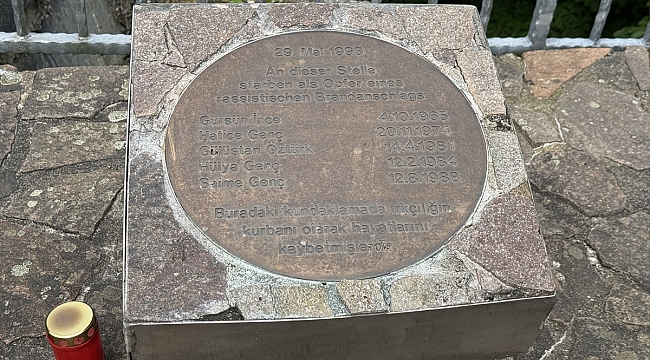 29. Mai 1993
An dieser Stelle
starben als Opfer eines
rassistischen Brandanschlags:
Gürsün İnce 4.10.1965
Hatice Genç 20.11.1974
Gülüstan Öztürk 14.4.1981
Hülya Genç 12.2.1984
Saime Genç 12.8.1988
Buradaki kundaklamada ırkçılığın
kurbanı olarak hayatlarını
kaybetmişlerdir.